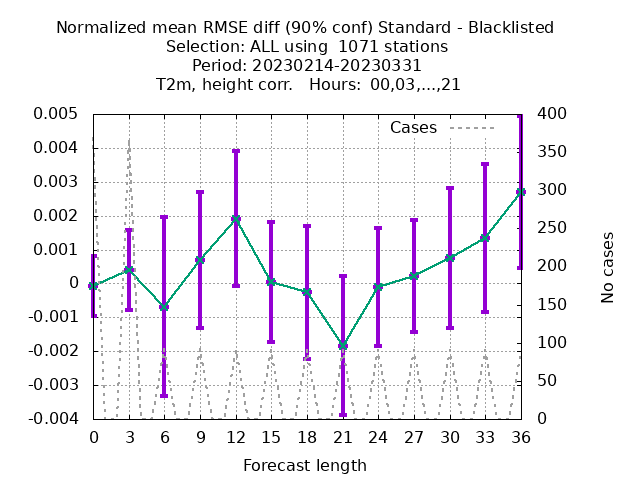 Normalized mean RMSE diff (90% conf) Standard - Blacklisted
Selection: ALL using  1071 stations
Period: 20230214-20230331
T2m, height corr.   Hours:  00,03,...,21
Cases
0.005
0.004
0.003
0.002
0.001
0
-0.001
-0.002
-0.003
-0.004
400
350
300
250
200
150
100
50
0
No cases
0 3 6 9 12 15 18 21 24 27 30 33 36
Forecast length